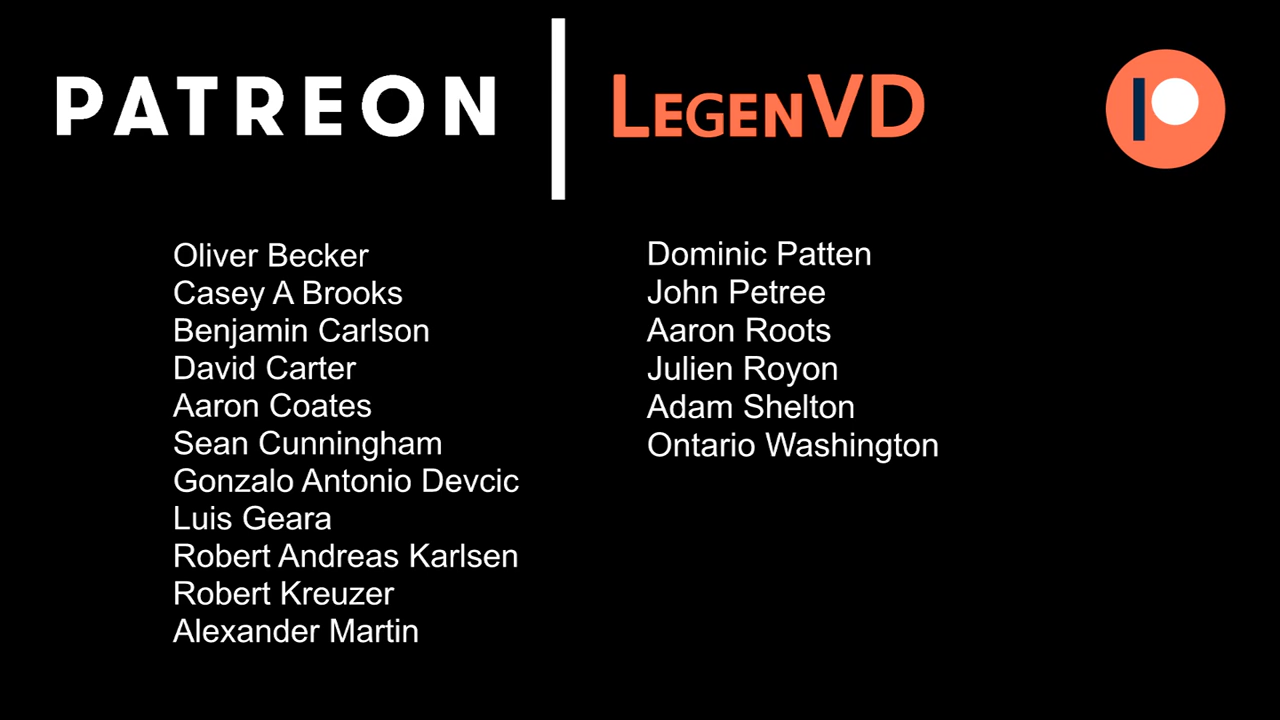 PATREON
LEGENVD
Oliver Becker
Casey A Brooks
Benjamin Carlson
David Carter
Aaron Coates
Sean Cunningham
Gonzalo Antonio Devcic
Luis Geara
Robert Andreas Karlsen
Robert Kreuzer
Alexander Martin
Dominic Patten
John Petree
Aaron Roots
Julien Royon
Adam Shelton
Ontario Washington